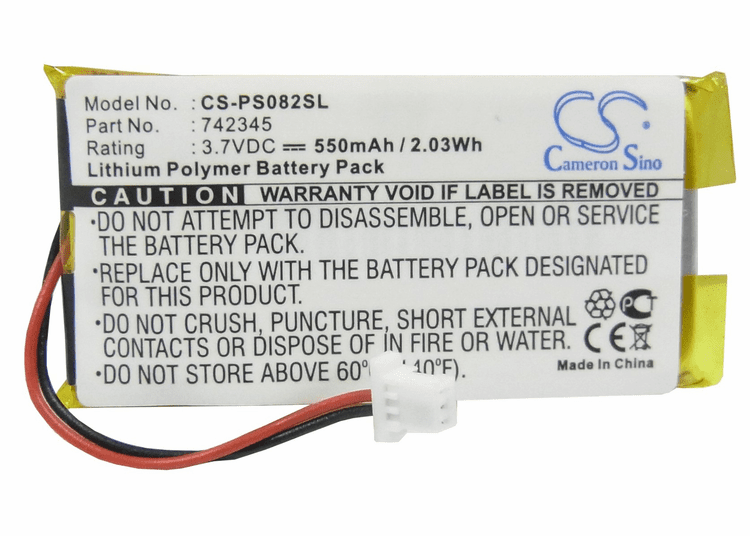 Model No. : CS-PS082SL
Part No. : 742345
Rating : 3.7VDC 550mAh / 2.03Wh
Lithium Polymer Battery Pack
CS
Cameron Sino
CAUTION WARRANTY VOID IF LABEL IS REMOVED
•DO NOT ATTEMPT TO DISASSEMBLE, OPEN OR SERVICE
THE BATTERY PACK.
•REPLACE ONLY WITH THE BATTERY PACK DESIGNATED
FOR THIS PRODUCT.
•DO NOT CRUSH, PUNCTURE, SHORT EXTERNAL
CONTACTS OR DISPOSE OF IN FIRE OR WATER.
•DO NOT STORE ABOVE 60°
PCT
CE
Made In China